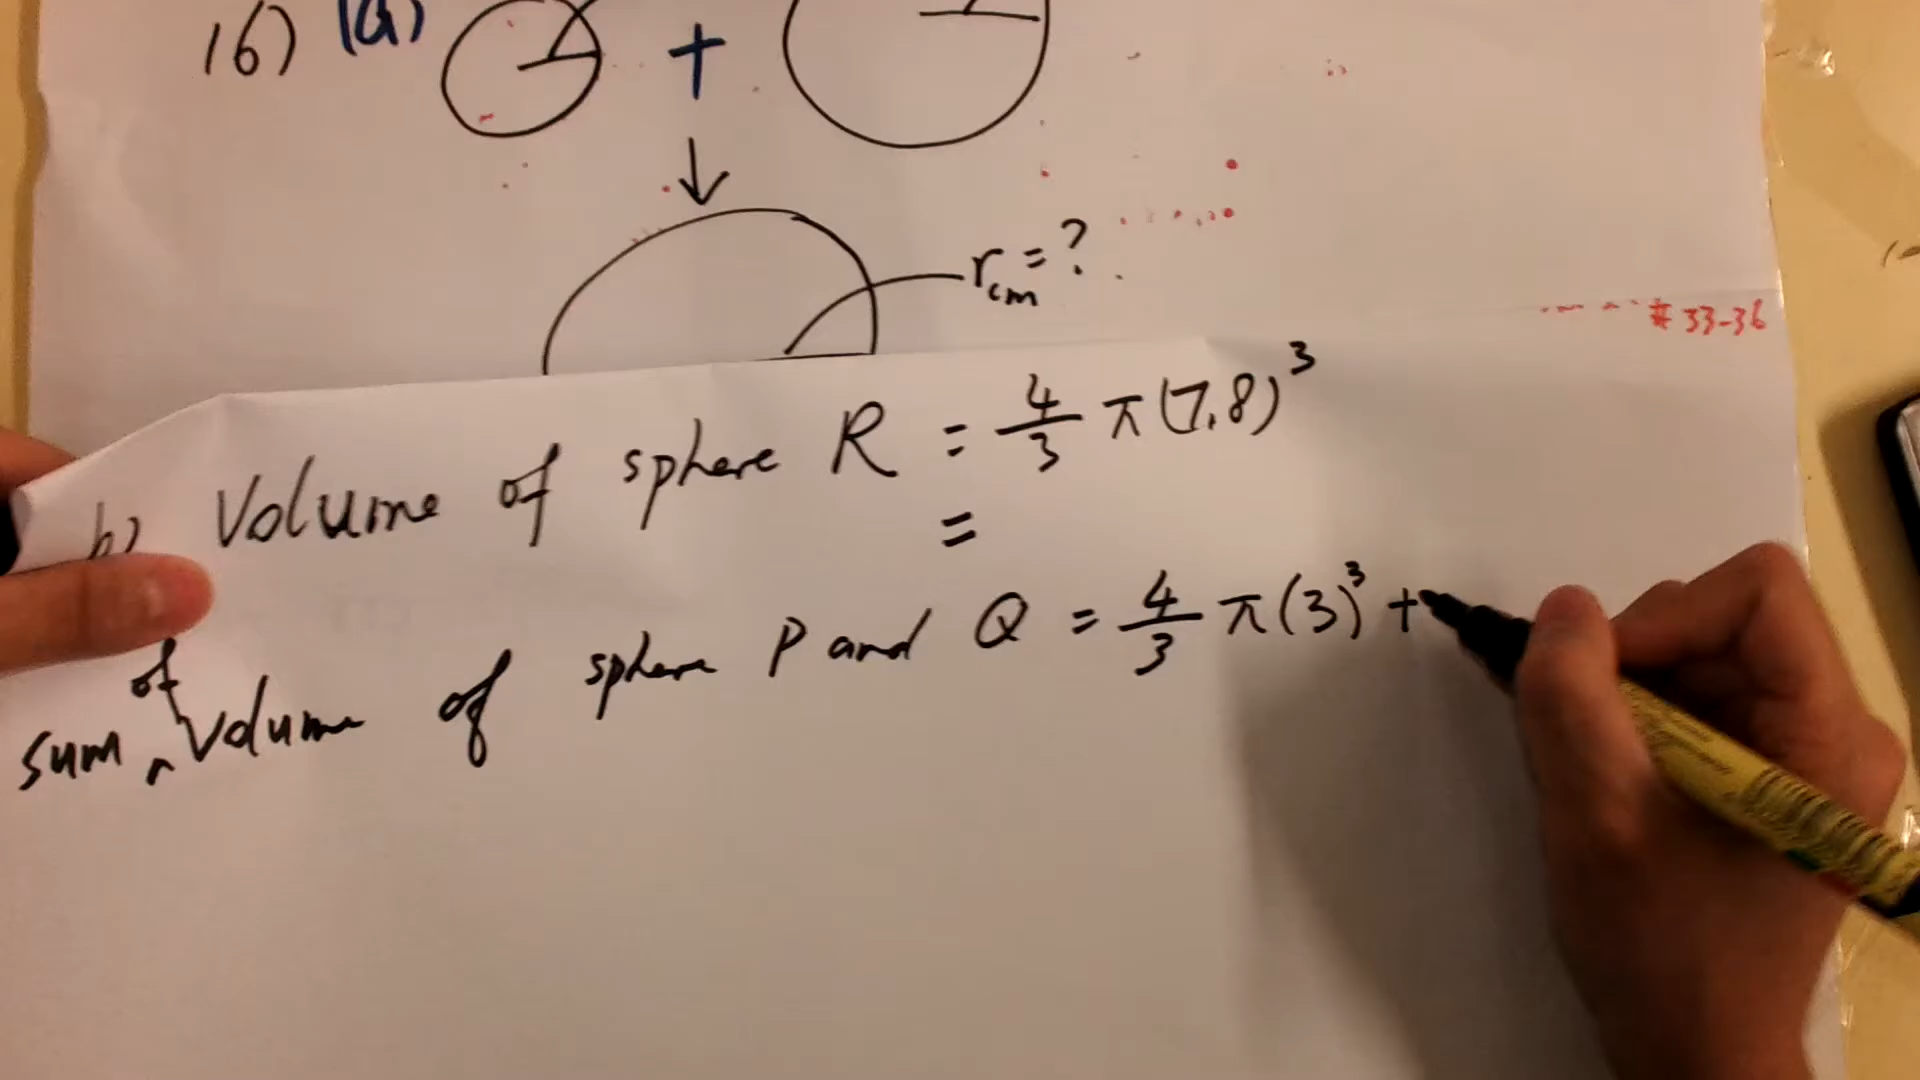 16) (a)
+
r cm = ?
# 33-36
b) Volume of sphere R = 4/3 π(7.8)³
=
sum of volume of sphere P and Q = 4/3 π(3)³ +